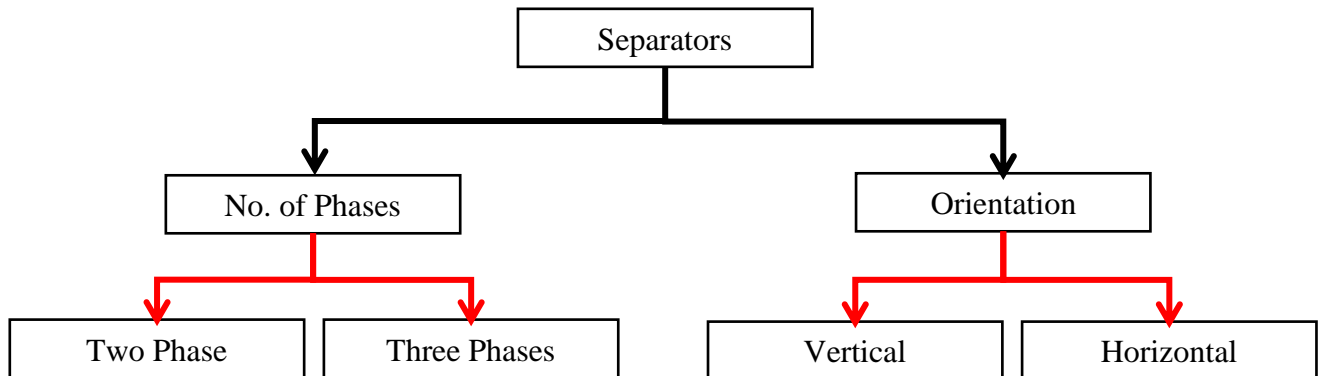 Separators
No. of Phases
Orientation
Two Phase
Three Phases
Vertical
Horizontal